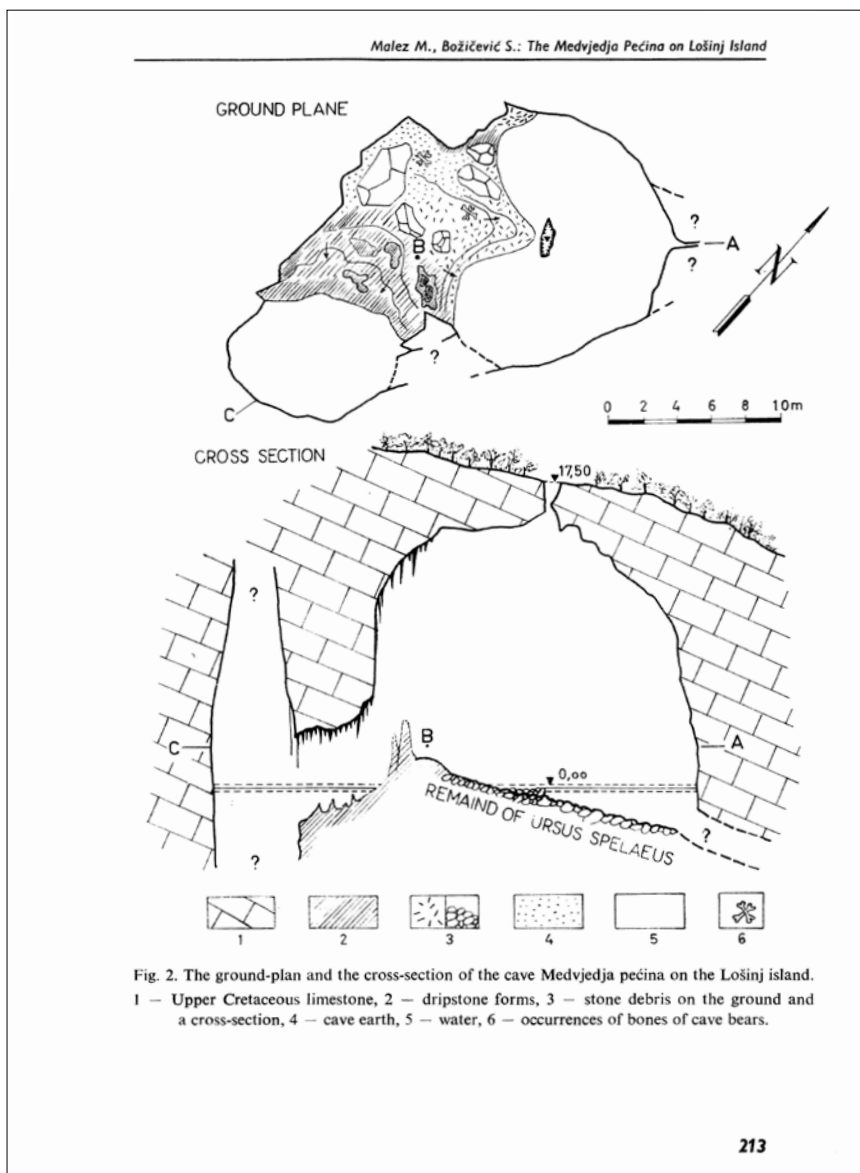 Malez M., Božičević S.: The Medvjedja Pećina on Lošinj Island
GROUND PLANE
B
?
A
?
N
?
C
0 2 4 6 8 10m
CROSS SECTION
17,50
?
C
B
A
0,00
REMAIND OF URSUS SPELAEUS
?
?
1 2 3 4 5 6
Fig. 2. The ground-plan and the cross-section of the cave Medvjedja pećina on the Lošinj island.
1 — Upper Cretaceous limestone, 2 — dripstone forms, 3 — stone debris on the ground and
a cross-section, 4 — cave earth, 5 — water, 6 — occurrences of bones of cave bears.
213